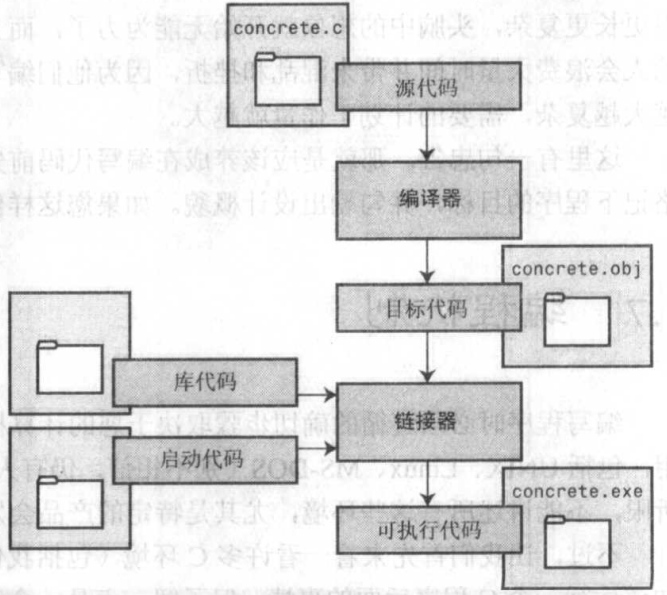 concrete.c
源代码
编译器
concrete.obj
目标代码
库代码
链接器
启动代码
concrete.exe
可执行代码